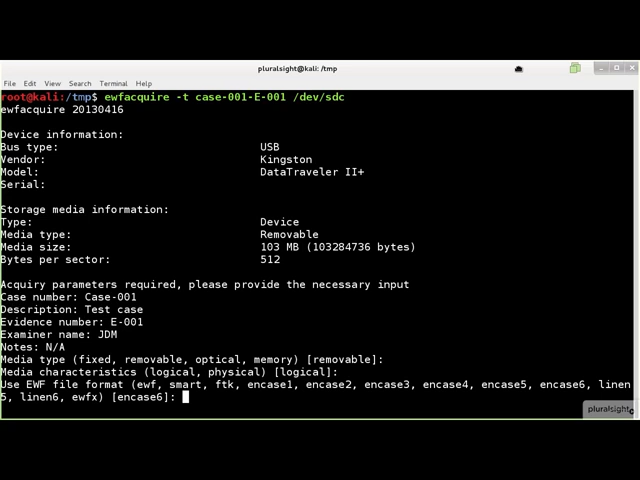 pluralsight@kali: /tmp
File Edit View Search Terminal Help
root@kali:/tmp$ ewfacquire -t case-001-E-001 /dev/sdc
ewfacquire 20130416
Device information:
Bus type: USB
Vendor: Kingston
Model: DataTraveler II+
Serial:
Storage media information:
Type: Device
Media type: Removable
Media size: 103 MB (103284736 bytes)
Bytes per sector: 512
Acquiry parameters required, please provide the necessary input
Case number: Case-001
Description: Test case
Evidence number: E-001
Examiner name: JDM
Notes: N/A
Media type (fixed, removable, optical, memory) [removable]:
Media characteristics (logical, physical) [logical]:
Use EWF file format (ewf, smart, ftk, encase1, encase2, encase3, encase4, encase5, encase6, linen
5, linen6, ewfx) [encase6]:
pluralsight